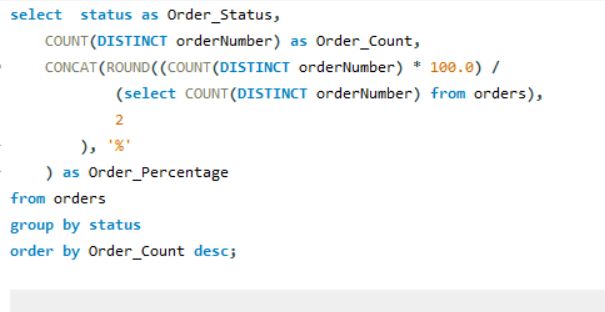 select  status as Order_Status,
    COUNT(DISTINCT orderNumber) as Order_Count,
    CONCAT(ROUND((COUNT(DISTINCT orderNumber) * 100.0) /
            (select COUNT(DISTINCT orderNumber) from orders),
            2
        ), '%'
    ) as Order_Percentage
from orders
group by status
order by Order_Count desc;